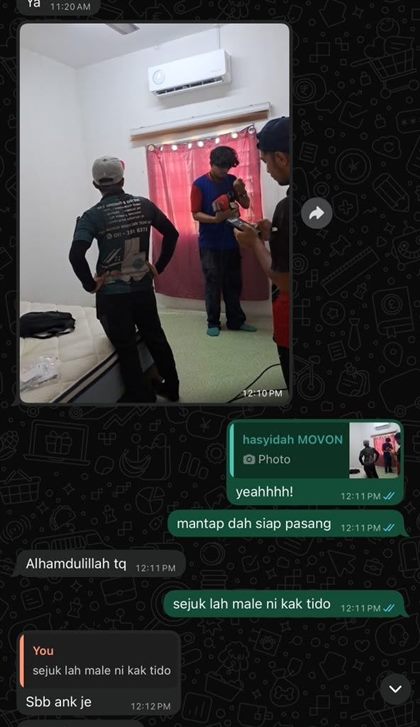 Ya 11:20 AM
12:10 PM
hasyidah MOVON
Photo
yeahhhh! 12:11 PM
mantap dah siap pasang 12:11 PM
Alhamdulillah tq 12:11 PM
sejuk lah male ni kak tido 12:11 PM
You
sejuk lah male ni kak tido
Sbb ank je 12:12 PM